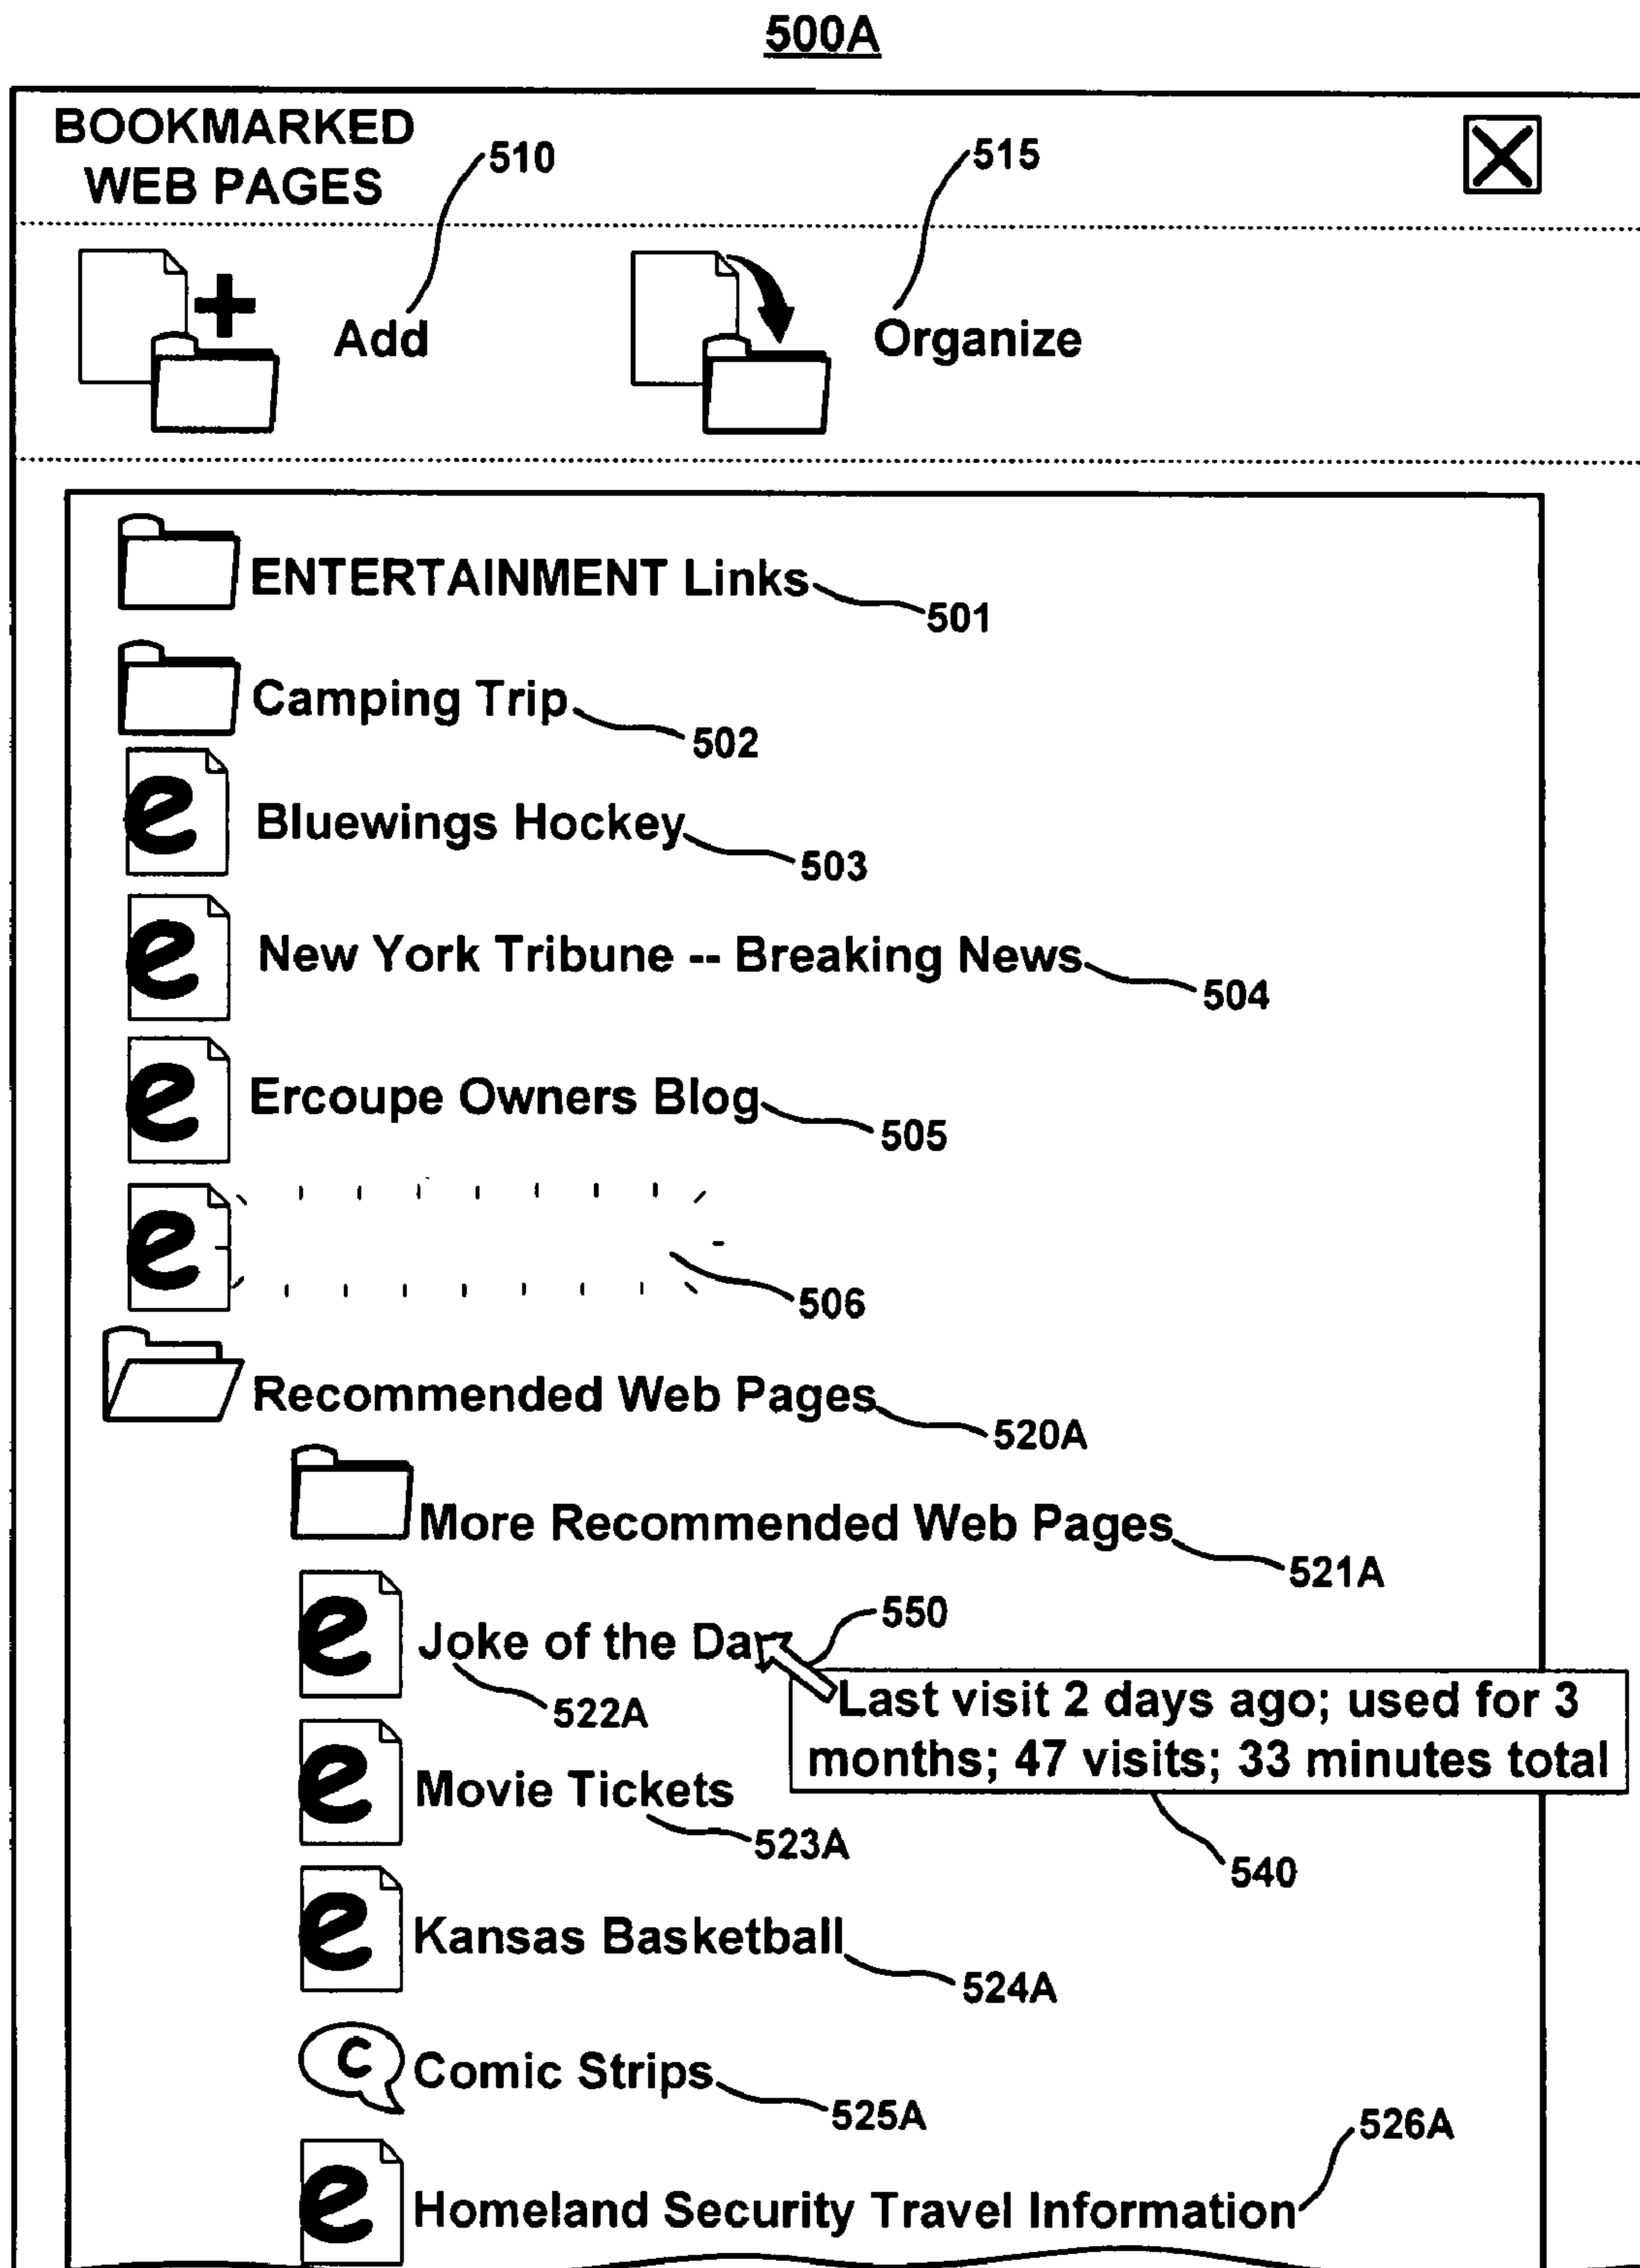 500A
BOOKMARKED
WEB PAGES
510
515
Add
Organize
ENTERTAINMENT Links
501
Camping Trip
502
e
Bluewings Hockey
503
e
New York Tribune -- Breaking News
504
e
Ercoupe Owners Blog
505
e
506
Recommended Web Pages
520A
More Recommended Web Pages
521A
e
Joke of the Da
550
522A
Last visit 2 days ago; used for 3
months; 47 visits; 33 minutes total
540
e
Movie Tickets
523A
e
Kansas Basketball
524A
C
Comic Strips
525A
526A
e
Homeland Security Travel Information